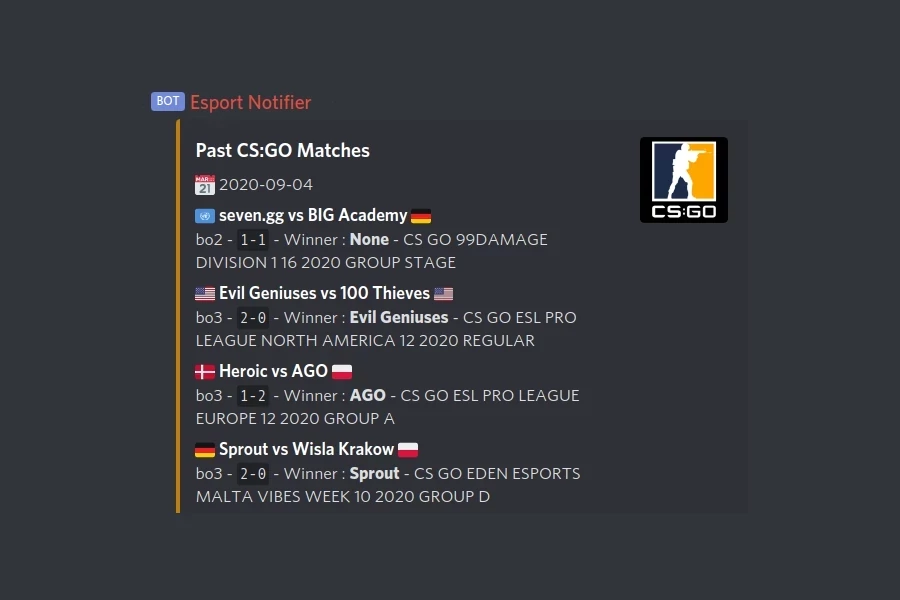 BOT Esport Notifier
Past CS:GO Matches
CS:GO
MAR 21 2020-09-04
seven.gg vs BIG Academy
bo2 - 1-1 - Winner : None - CS GO 99DAMAGE
DIVISION 1 16 2020 GROUP STAGE
Evil Geniuses vs 100 Thieves
bo3 - 2-0 - Winner : Evil Geniuses - CS GO ESL PRO
LEAGUE NORTH AMERICA 12 2020 REGULAR
Heroic vs AGO
bo3 - 1-2 - Winner : AGO - CS GO ESL PRO LEAGUE
EUROPE 12 2020 GROUP A
Sprout vs Wisla Krakow
bo3 - 2-0 - Winner : Sprout - CS GO EDEN ESPORTS
MALTA VIBES WEEK 10 2020 GROUP D